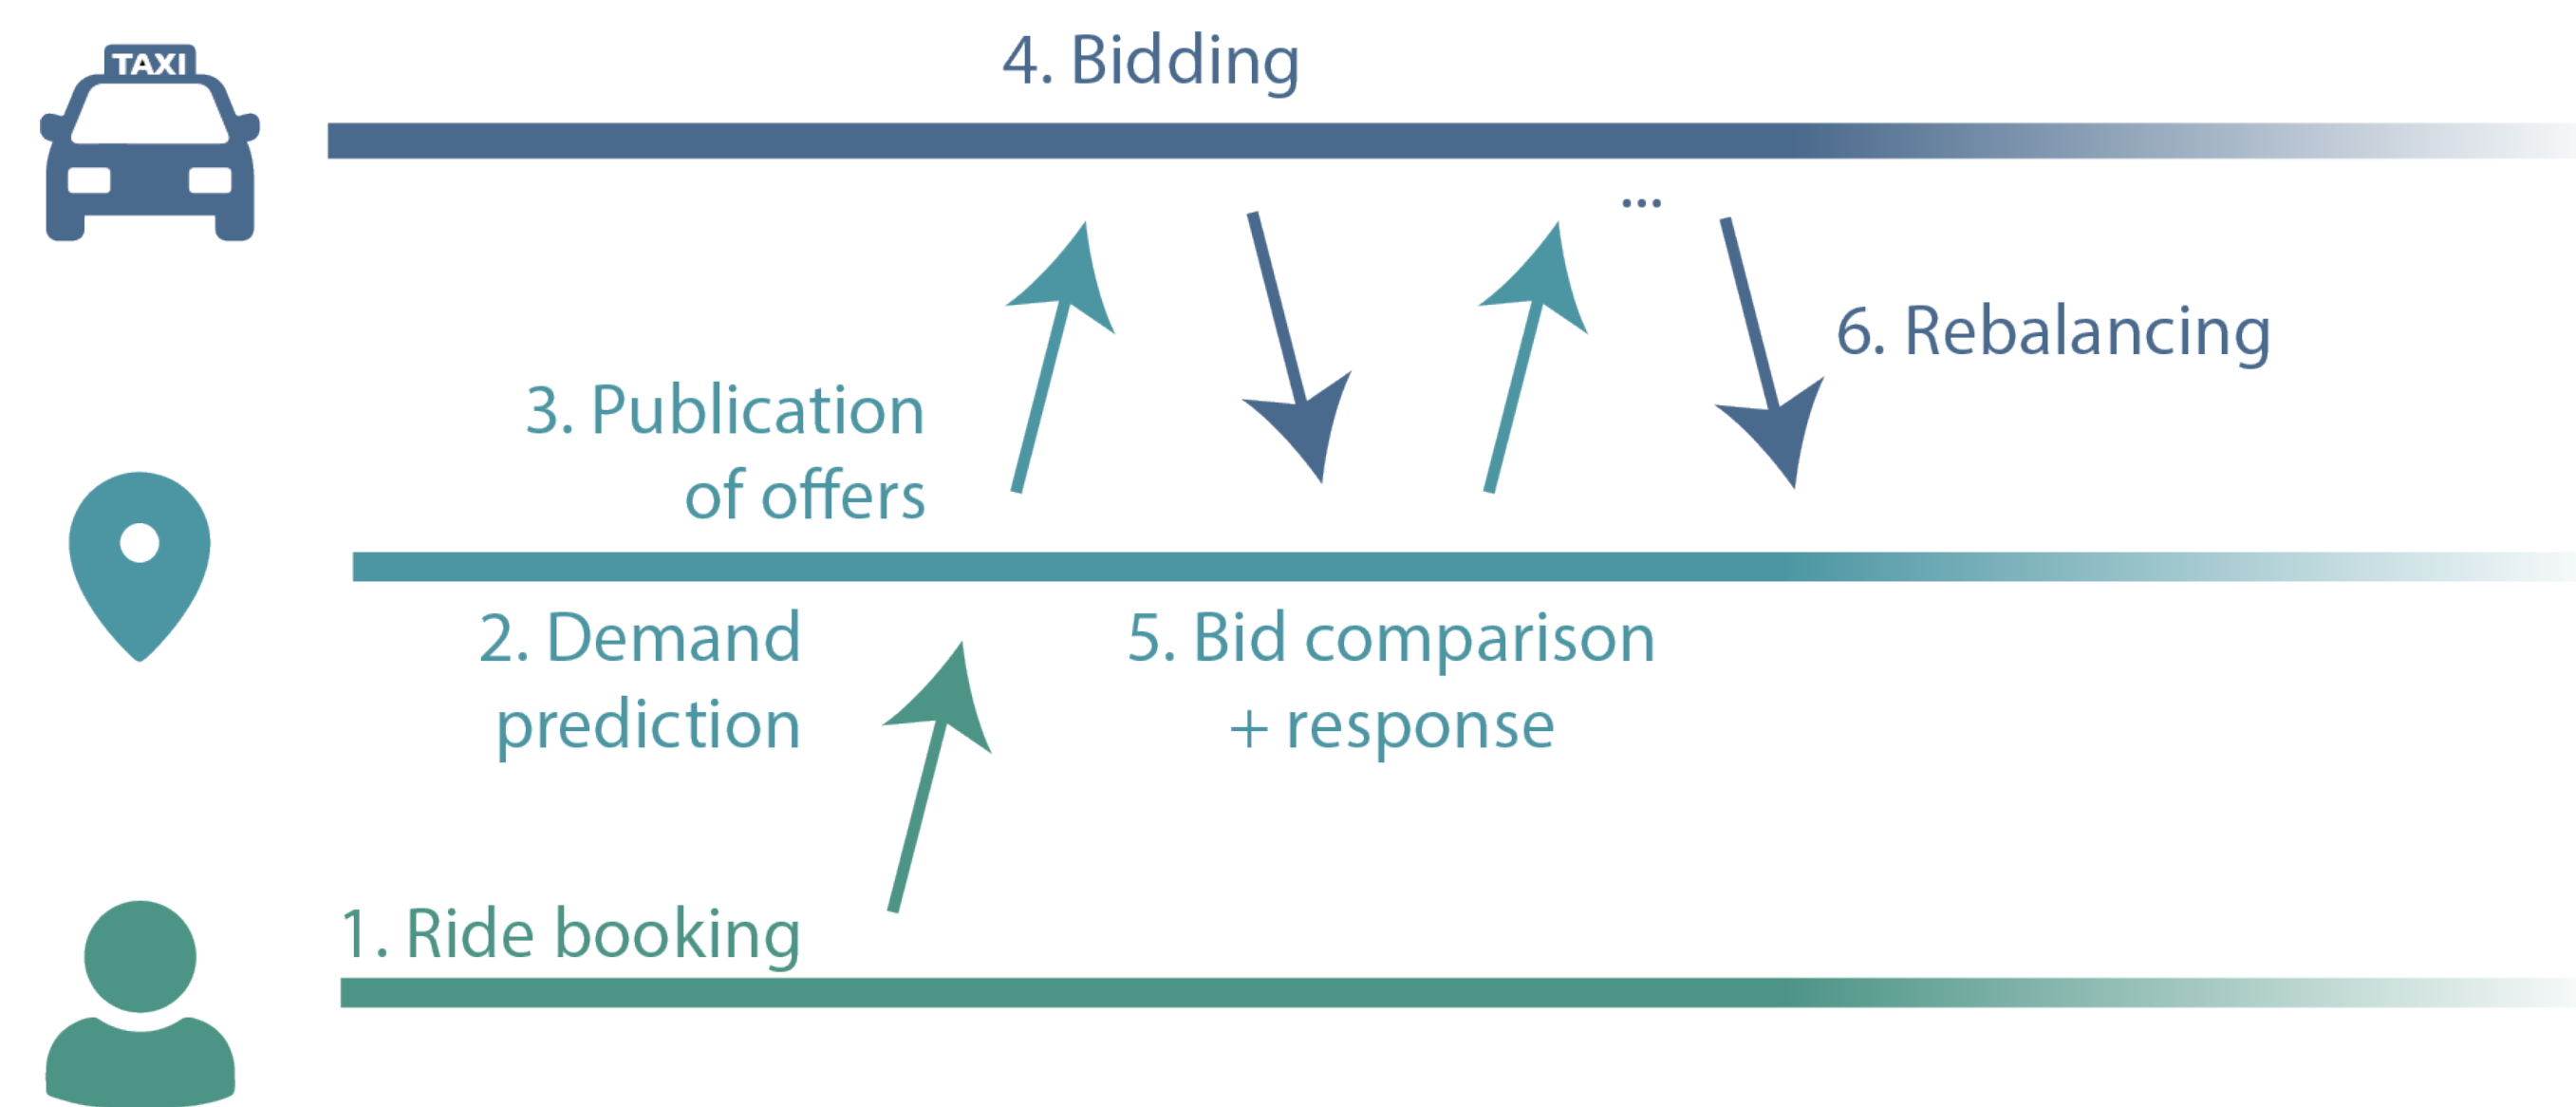 TAXI
4. Bidding
...
6. Rebalancing
3. Publication
of offers
2. Demand
prediction
5. Bid comparison
+ response
1. Ride booking